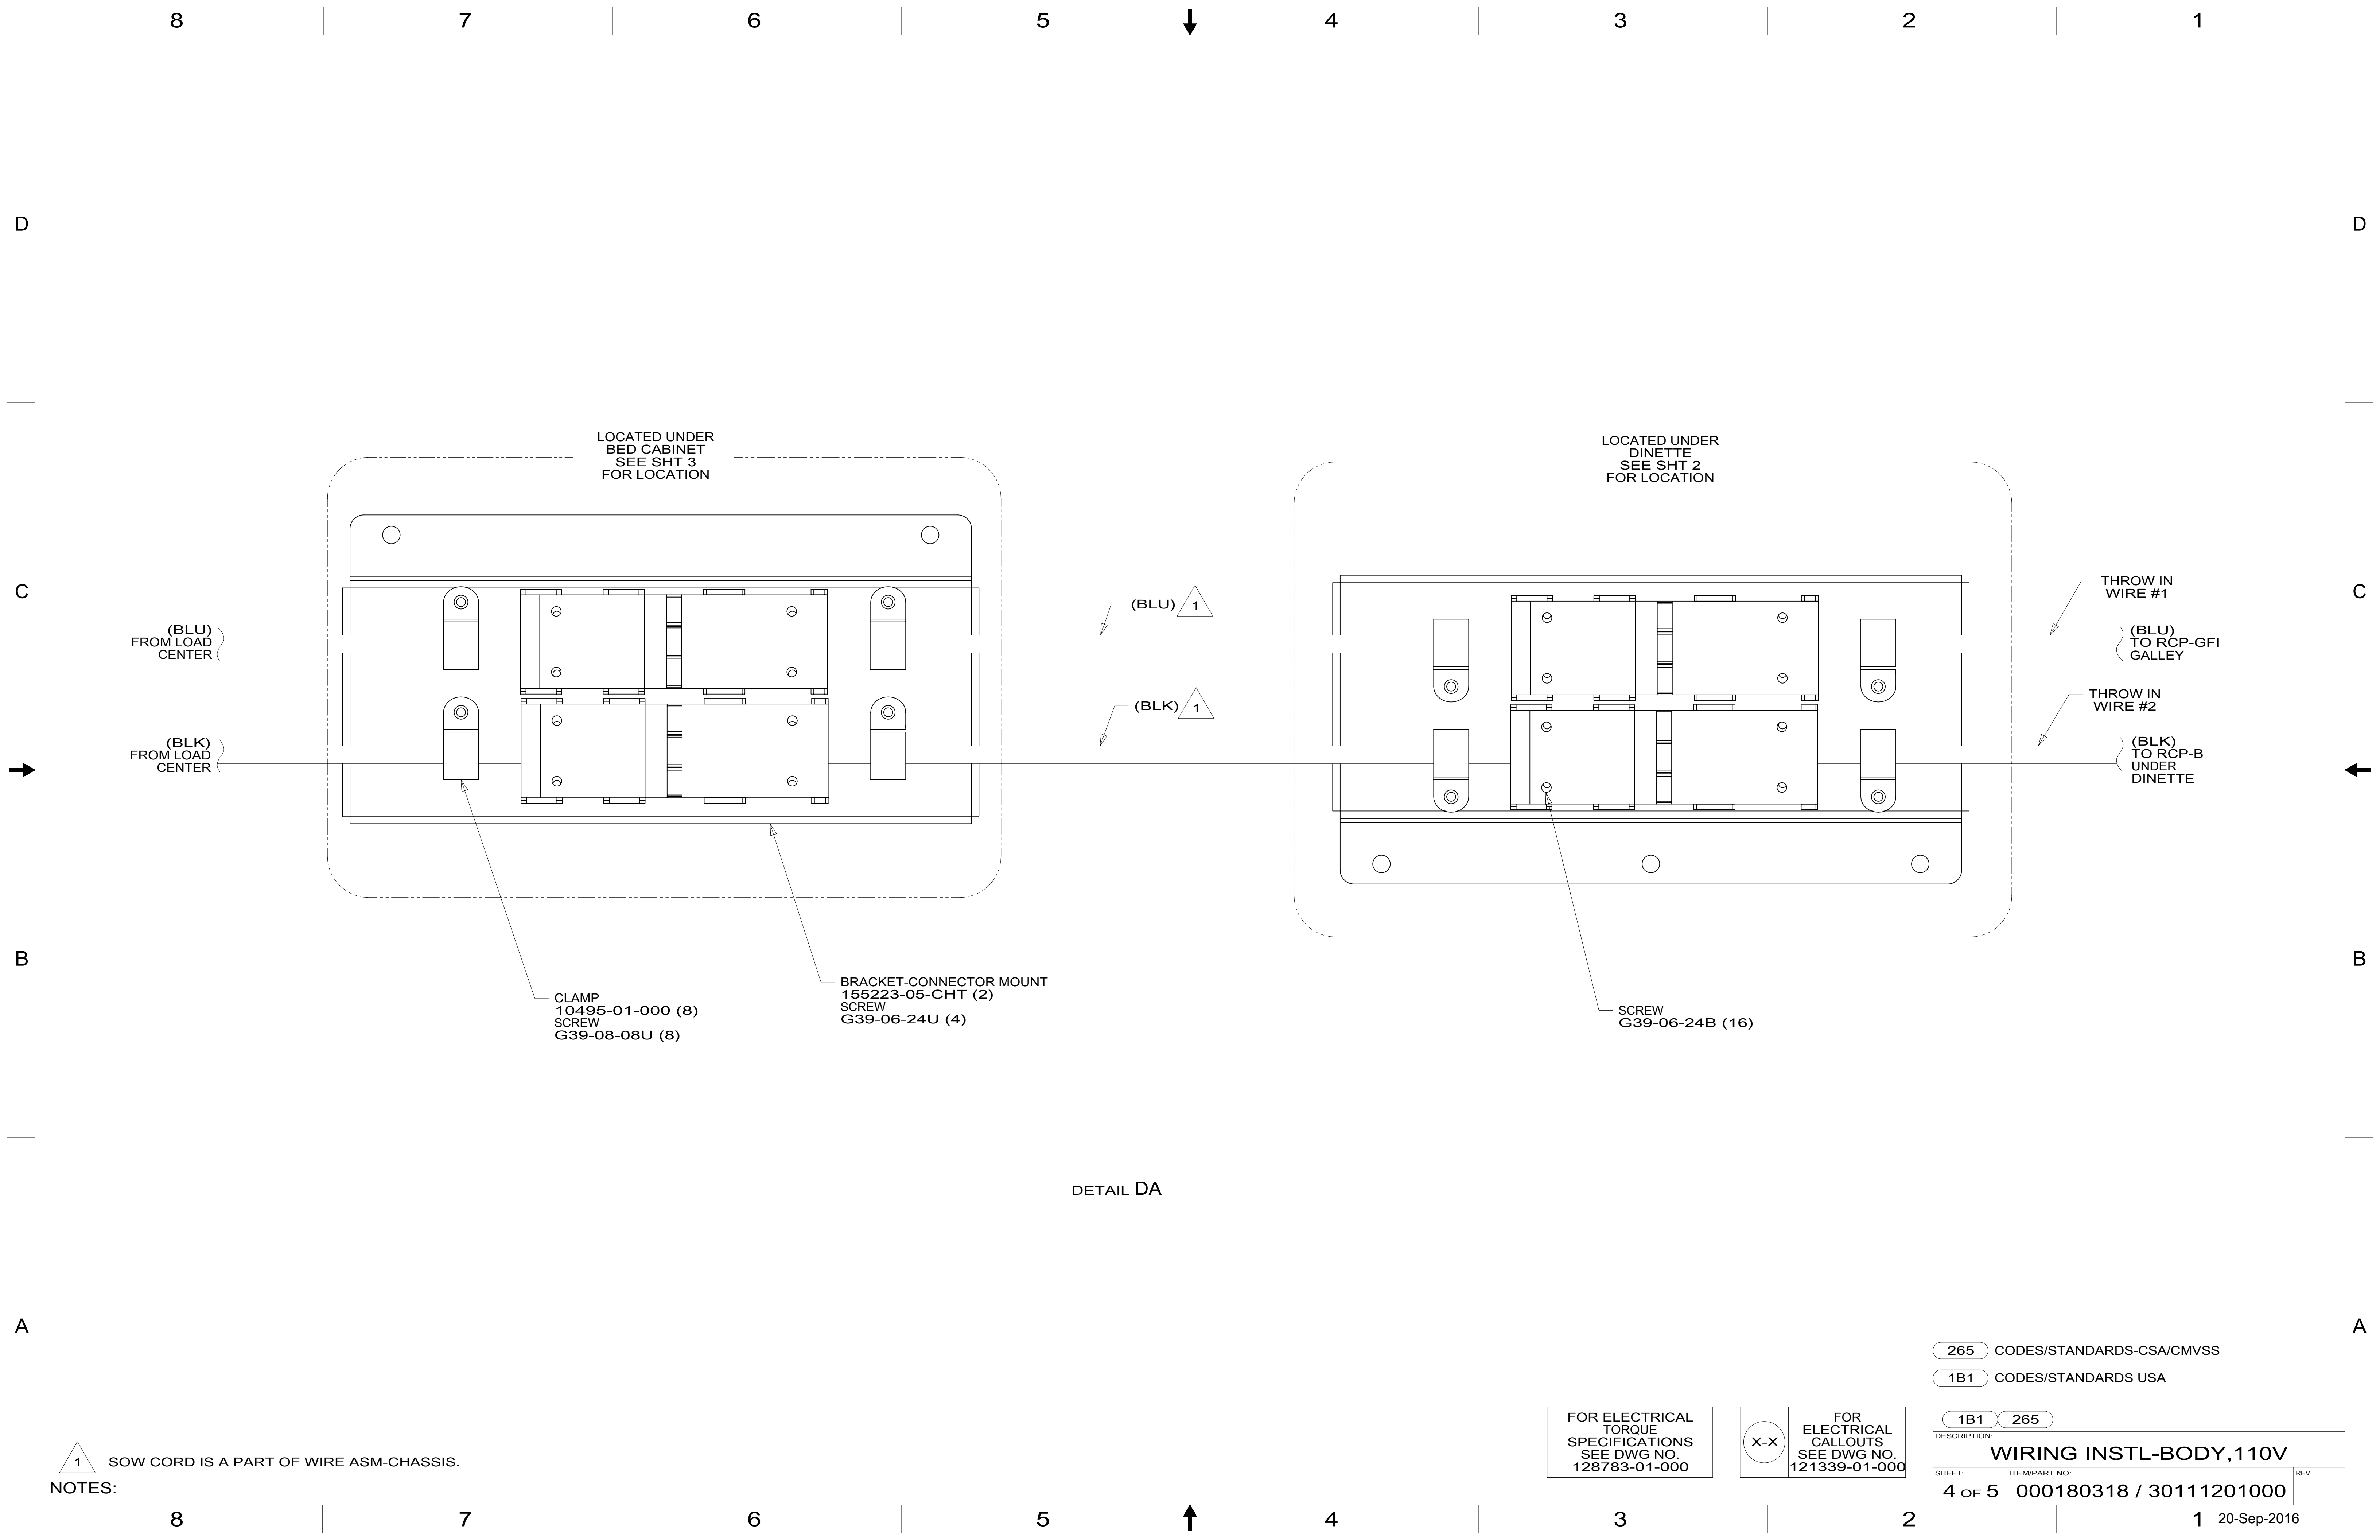 8 7 6 5 4 3 2 1
D D
LOCATED UNDER
BED CABINET
SEE SHT 3
FOR LOCATION
LOCATED UNDER
DINETTE
SEE SHT 2
FOR LOCATION
C C
(BLU)
FROM LOAD
CENTER
(BLU) 1
THROW IN
WIRE #1
(BLU)
TO RCP-GFI
GALLEY
(BLK)
FROM LOAD
CENTER
(BLK) 1
THROW IN
WIRE #2
(BLK)
TO RCP-B
UNDER
DINETTE
B B
CLAMP
10495-01-000 (8)
SCREW
G39-08-08U (8)
BRACKET-CONNECTOR MOUNT
155223-05-CHT (2)
SCREW
G39-06-24U (4)
SCREW
G39-06-24B (16)
DETAIL DA
A A
265 CODES/STANDARDS-CSA/CMVSS
1B1 CODES/STANDARDS USA
1 SOW CORD IS A PART OF WIRE ASM-CHASSIS.
NOTES:
FOR ELECTRICAL
TORQUE
SPECIFICATIONS
SEE DWG NO.
128783-01-000
X-X
FOR
ELECTRICAL
CALLOUTS
SEE DWG NO.
121339-01-000
1B1 265
DESCRIPTION:
WIRING INSTL-BODY,110V
SHEET:
4 OF 5
ITEM/PART NO:
000180318 / 30111201000
REV
8 7 6 5 4 3 2 1
20-Sep-2016